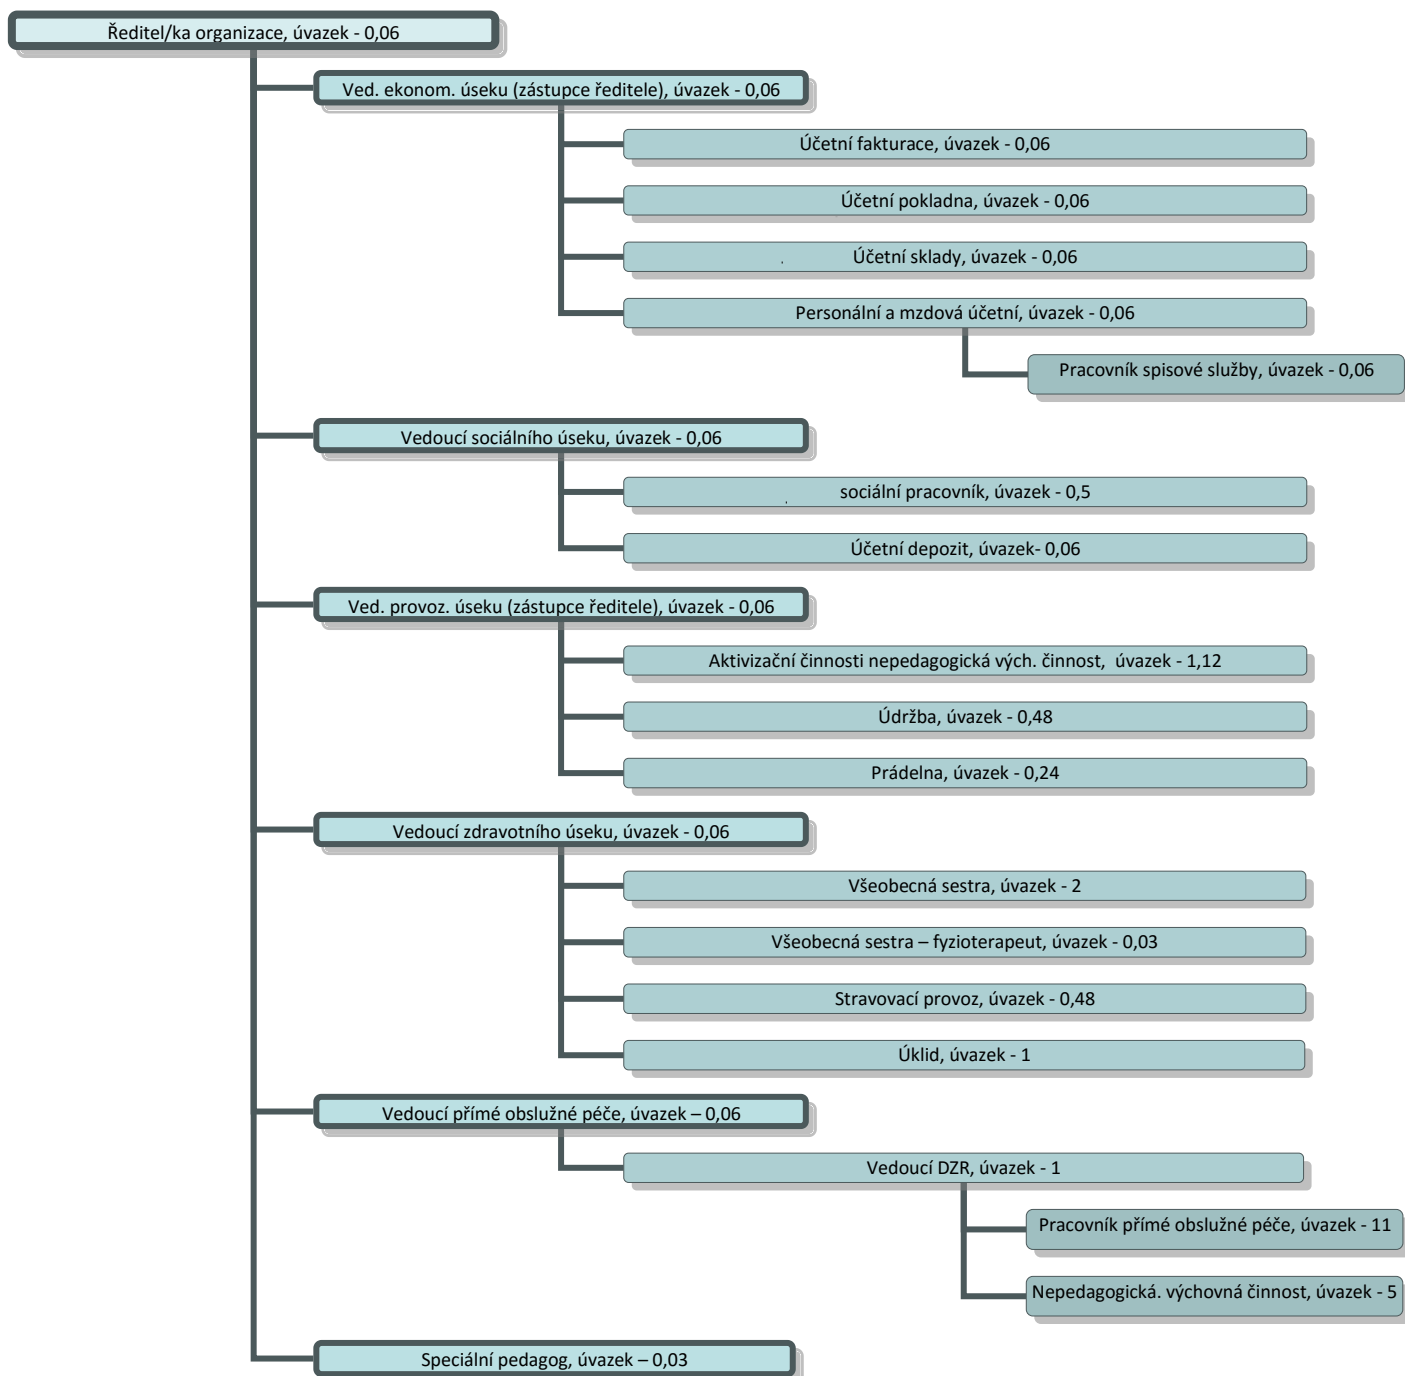 Ředitel/ka organizace, úvazek - 0,06
Ved. ekonom. úseku (zástupce ředitele), úvazek - 0,06
Účetní fakturace, úvazek - 0,06
Účetní pokladna, úvazek - 0,06
Účetní sklady, úvazek - 0,06
Personální a mzdová účetní, úvazek - 0,06
Pracovník spisové služby, úvazek - 0,06
Vedoucí sociálního úseku, úvazek - 0,06
sociální pracovník, úvazek - 0,5
Účetní depozit, úvazek- 0,06
Ved. provoz. úseku (zástupce ředitele), úvazek - 0,06
Aktivizační činnosti nepedagogická vých. činnost,  úvazek - 1,12
Údržba, úvazek - 0,48
Prádelna, úvazek - 0,24
Vedoucí zdravotního úseku, úvazek - 0,06
Všeobecná sestra, úvazek - 2
Všeobecná sestra – fyzioterapeut, úvazek - 0,03
Stravovací provoz, úvazek - 0,48
Úklid, úvazek - 1
Vedoucí přímé obslužné péče, úvazek – 0,06
Vedoucí DZR, úvazek - 1
Pracovník přímé obslužné péče, úvazek - 11
Nepedagogická. výchovná činnost, úvazek - 5
Speciální pedagog, úvazek – 0,03